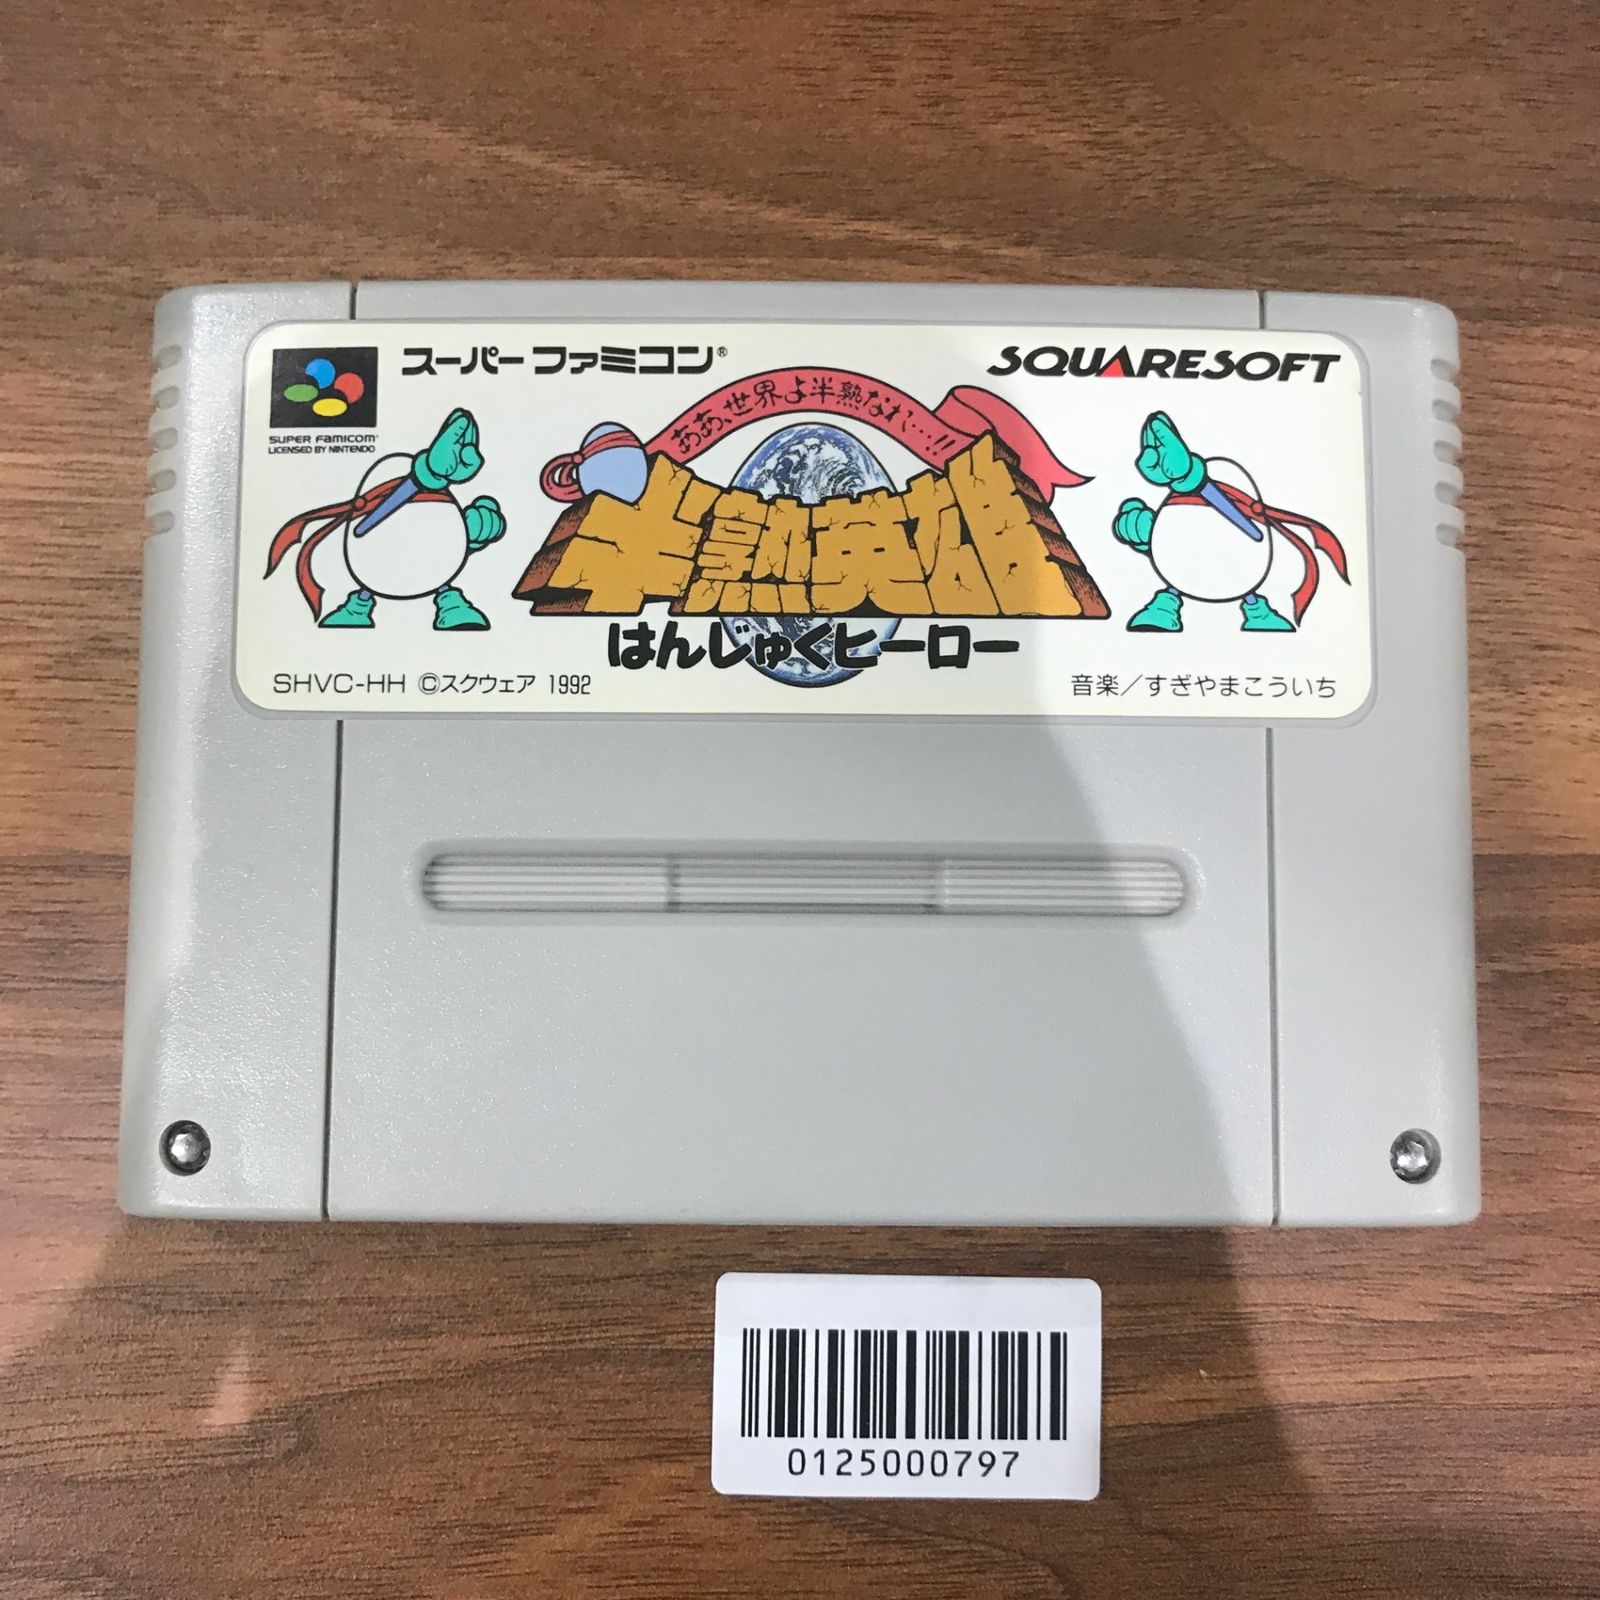 スーパーファミコン®
SQUARESOFT
SUPER FAMICOM®
LICENSED BY NINTENDO
ああ、世界よ半熟なれ…!!
半熟英雄
はんじゅくヒーロー
SHVC-HH ©スクウェア 1992
音楽/すぎやまこういち
0125000797